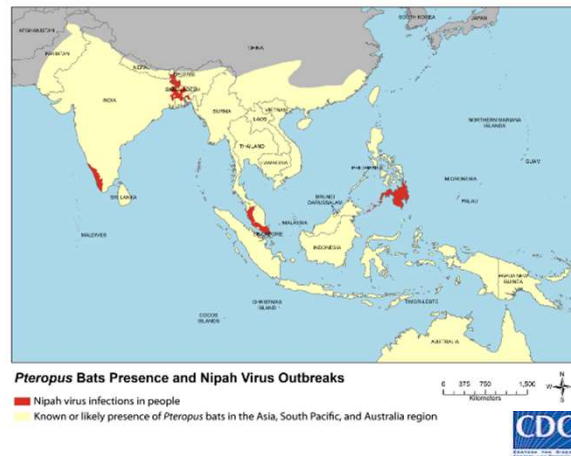 SOUTH KOREA
JAPAN
AFGHANISTAN
CHINA
PAKISTAN
NEPAL
BHUTAN
INDIA
BURMA
VIETNAM
LAOS
NORTHERN MARIANA
ISLANDS
THAILAND
GUAM
CAMBODIA
PHILIPPINES
SRI LANKA
MICRONESIA
BRUNEI
DARUSSALAM
PALAU
MALDIVES
MALAYSIA
SINGAPORE
INDONESIA
PAPUA NEW
GUINEA
CHRISTMAS
ISLAND
TIMOR-LESTE
COCOS
ISLANDS
AUSTRALIA
Pteropus Bats Presence and Nipah Virus Outbreaks
Nipah virus infections in people
Known or likely presence of Pteropus bats in the Asia, South Pacific, and Australia region
0 375 750 1,500
Kilometers
N
W
S
CDC